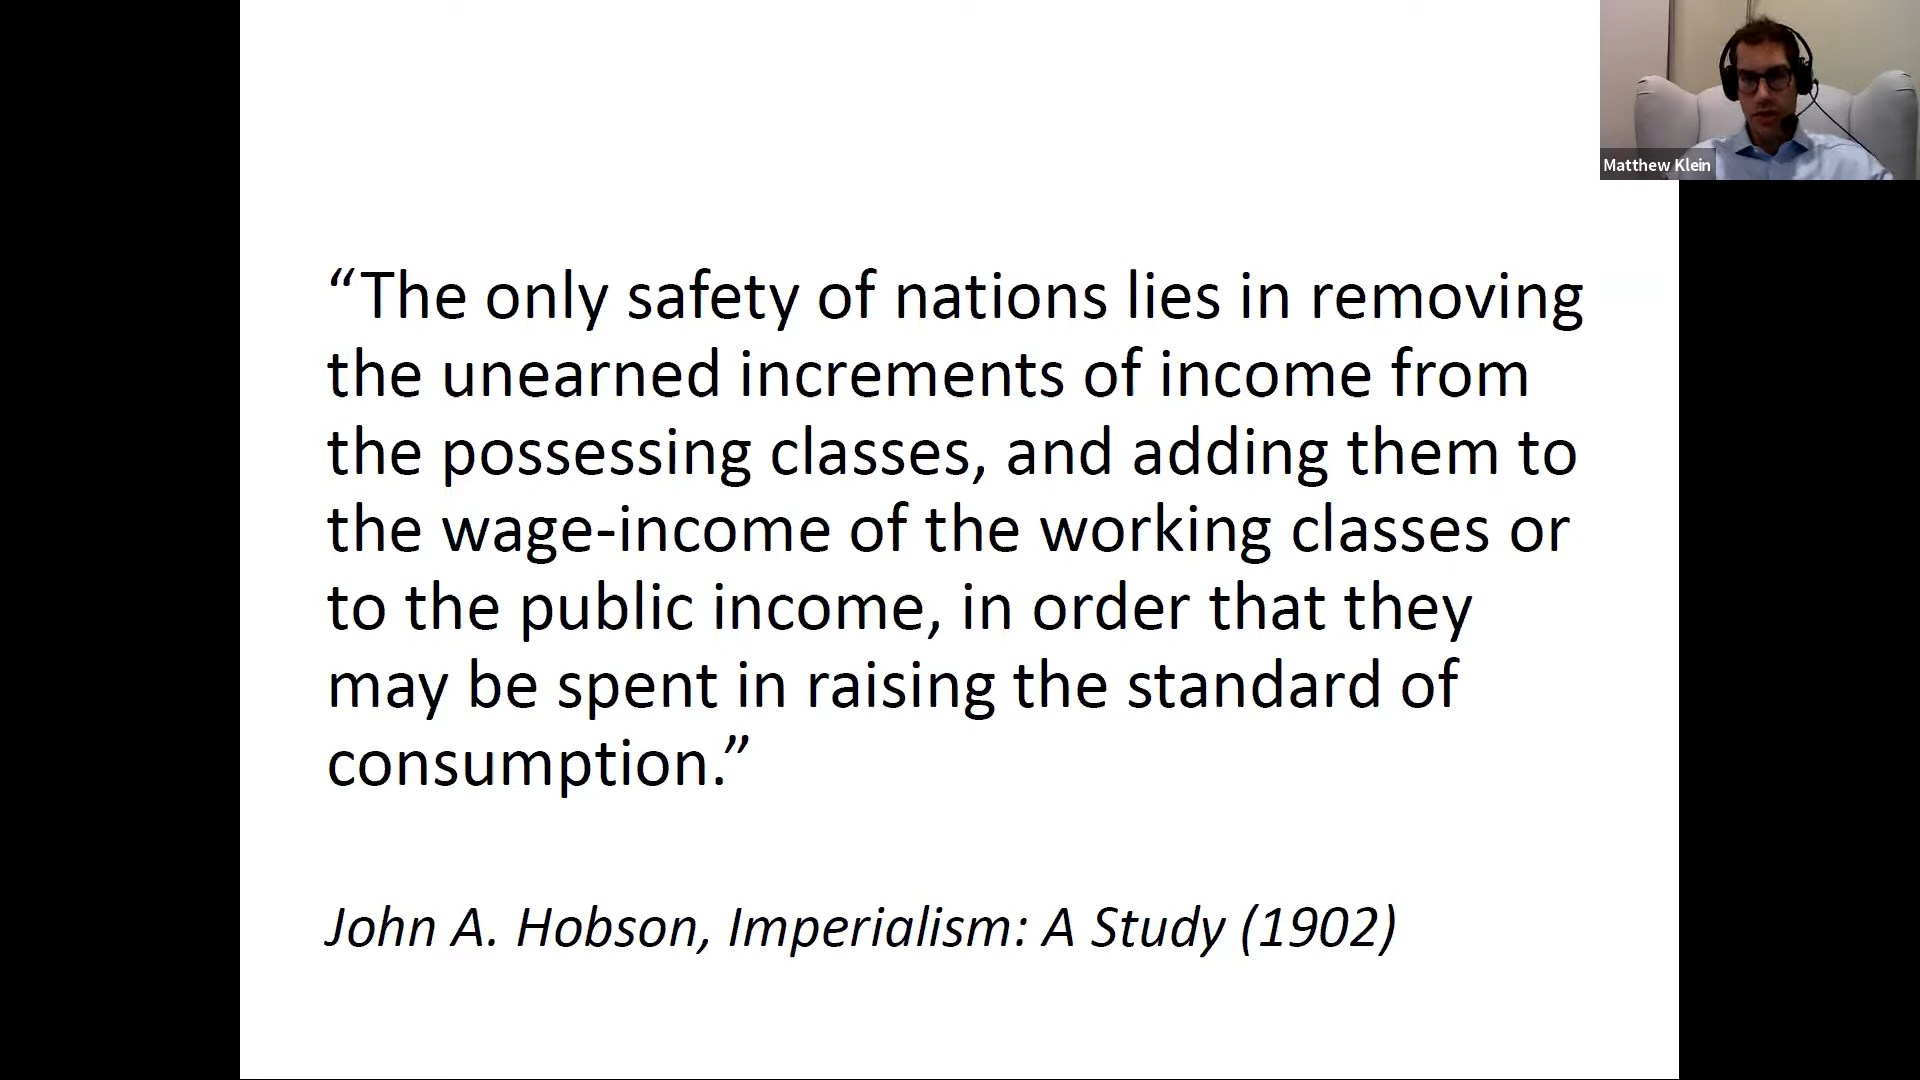 Matthew Klein
“The only safety of nations lies in removing
the unearned increments of income from
the possessing classes, and adding them to
the wage-income of the working classes or
to the public income, in order that they
may be spent in raising the standard of
consumption.”
John A. Hobson, Imperialism: A Study (1902)